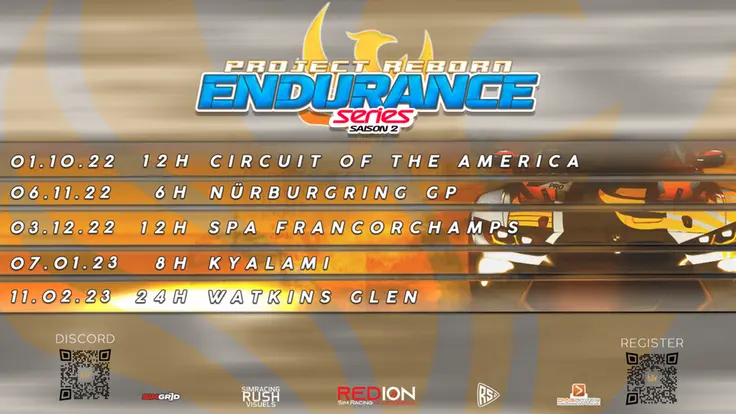 PROJECT REBORN
ENDURANCE
series
SAISON 2
01.10.22 12H CIRCUIT OF THE AMERICA
06.11.22 6H NÜRBURGRING GP
03.12.22 12H SPA FRANCORCHAMPS
07.01.23 8H KYALAMI
11.02.23 24H WATKINS GLEN
DISCORD
REGISTER
SIMGRID
SIMRACING
RUSH
VISUELS
REDION
SIM RACING
RS